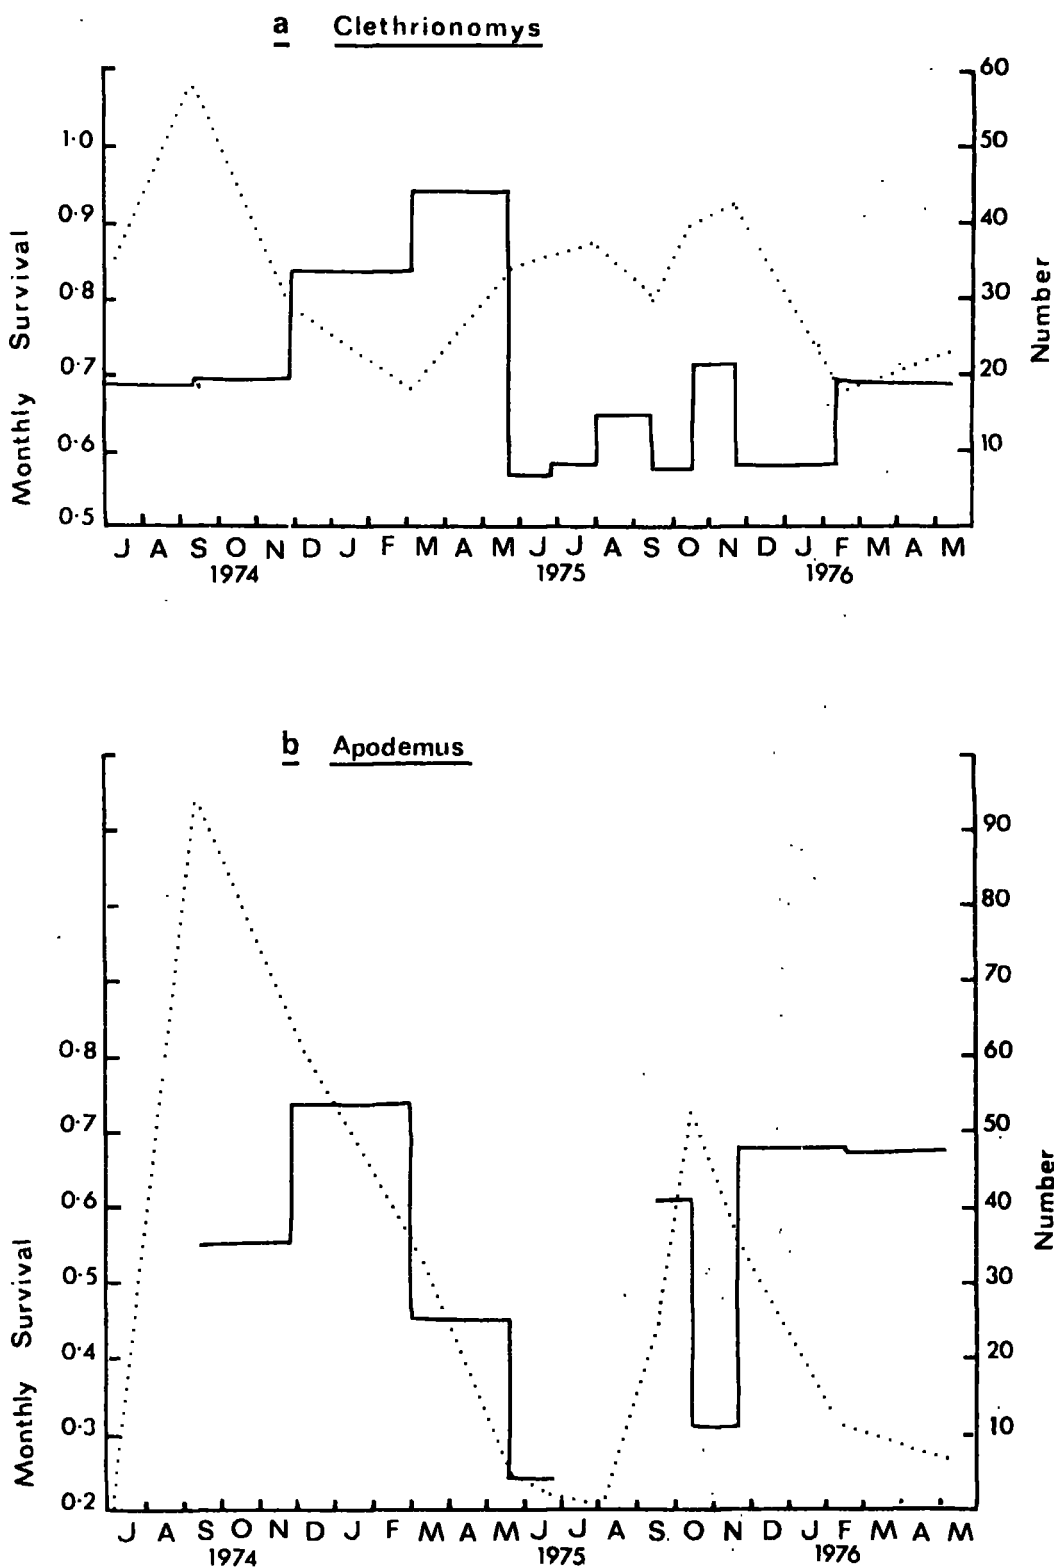 a Clethrionomys
60
50
40
30
20
10
Number
1·0
0·9
0·8
0·7
0·6
0·5
Monthly Survival
J A S O N D J F M A M J J A S O N D J F M A M
1974 1975 1976
b Apodemus
90
80
70
60
50
40
30
20
10
Number
0·8
0·7
0·6
0·5
0·4
0·3
0·2
Monthly Survival
J A S O N D J F M A M J J A S O N D J F M A M
1974 1975 1976